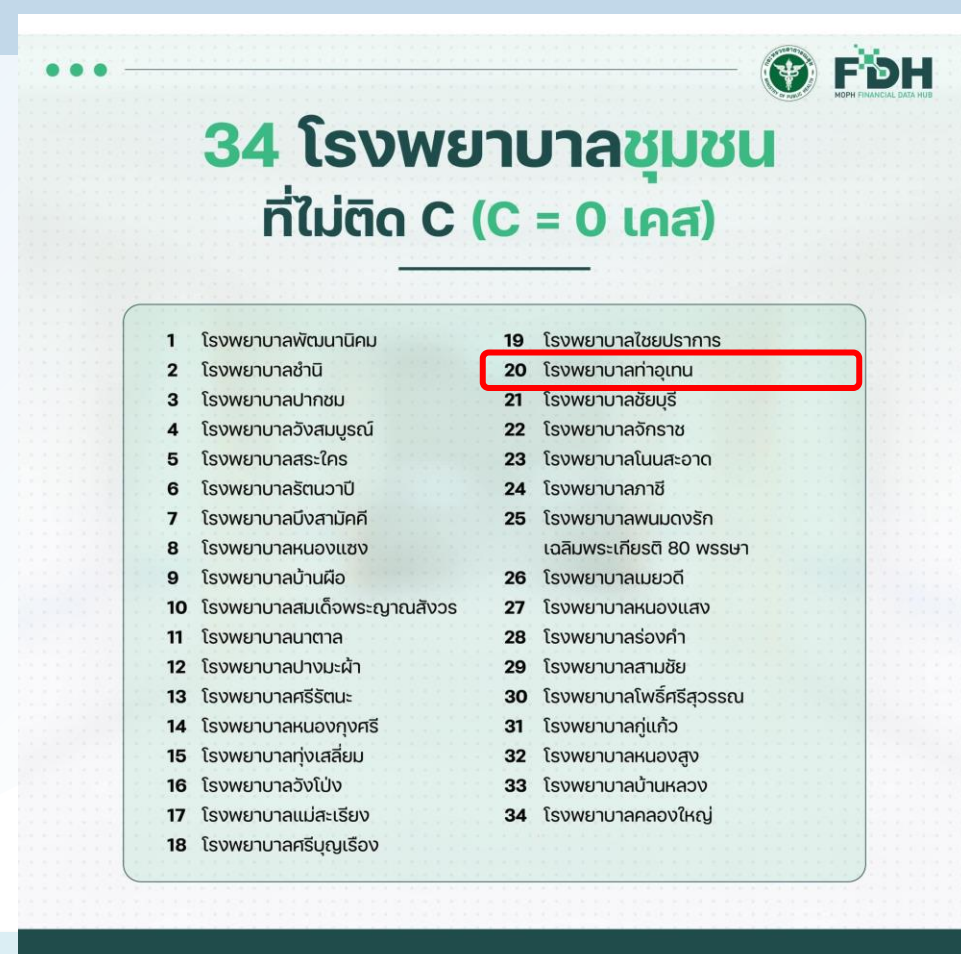 กระทรวงสาธารณสุข
MINISTRY OF PUBLIC HEALTH
FDH
MOPH FINANCIAL DATA HUB
34 โรงพยาบาลชุมชน
ที่ไม่ติด C (C = 0 เคส)
1 โรงพยาบาลพัฒนานิคม
2 โรงพยาบาลชำนิ
3 โรงพยาบาลปากชม
4 โรงพยาบาลวังสมบูรณ์
5 โรงพยาบาลสระใคร
6 โรงพยาบาลรัตนวาปี
7 โรงพยาบาลบึงสามัคคี
8 โรงพยาบาลหนองแซง
9 โรงพยาบาลบ้านผือ
10 โรงพยาบาลสมเด็จพระญาณสังวร
11 โรงพยาบาลนาตาล
12 โรงพยาบาลปางมะผ้า
13 โรงพยาบาลศรีรัตนะ
14 โรงพยาบาลหนองกุงศรี
15 โรงพยาบาลทุ่งเสลี่ยม
16 โรงพยาบาลวังโป่ง
17 โรงพยาบาลแม่สะเรียง
18 โรงพยาบาลศรีบุญเรือง
19 โรงพยาบาลไชยปราการ
20 โรงพยาบาลท่าอุเทน
21 โรงพยาบาลชัยบุรี
22 โรงพยาบาลจักราช
23 โรงพยาบาลโนนสะอาด
24 โรงพยาบาลภาชี
25 โรงพยาบาลพนมดงรัก
เฉลิมพระเกียรติ 80 พรรษา
26 โรงพยาบาลเมยวดี
27 โรงพยาบาลหนองแสง
28 โรงพยาบาลร่องคำ
29 โรงพยาบาลสามชัย
30 โรงพยาบาลโพธิ์ศรีสุวรรณ
31 โรงพยาบาลกู่แก้ว
32 โรงพยาบาลหนองสูง
33 โรงพยาบาลบ้านหลวง
34 โรงพยาบาลคลองใหญ่